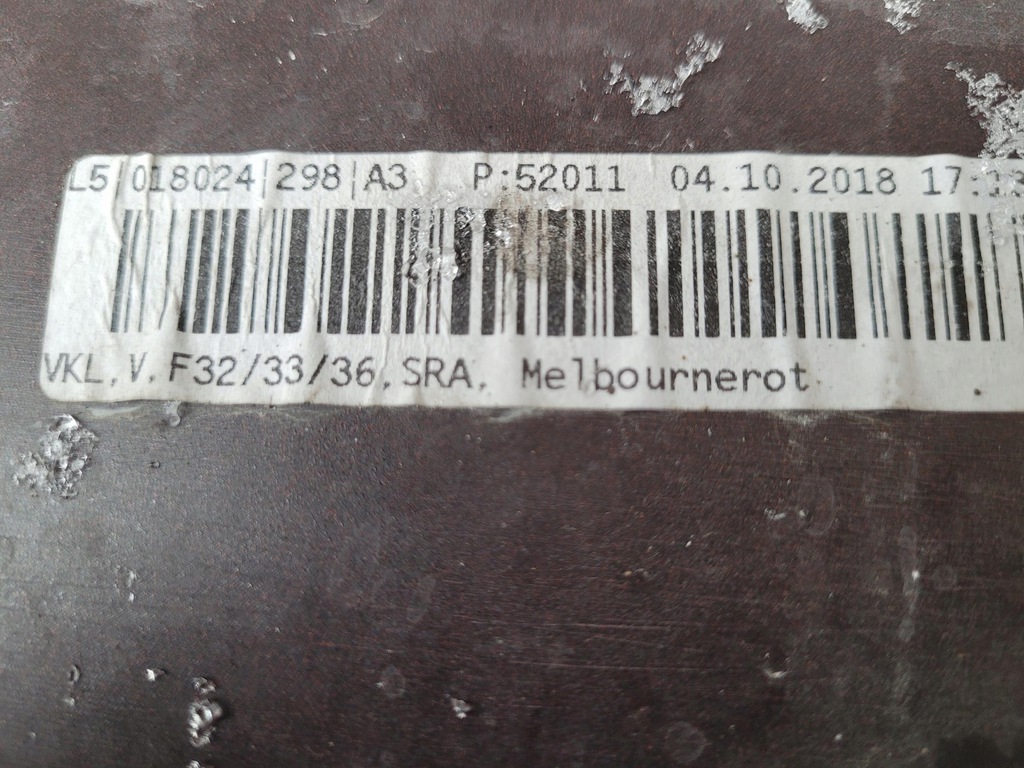 L5|018024|298|A3 P:52011 04.10.2018
VKL, V, F32/33/36, SRA, Melbournerot